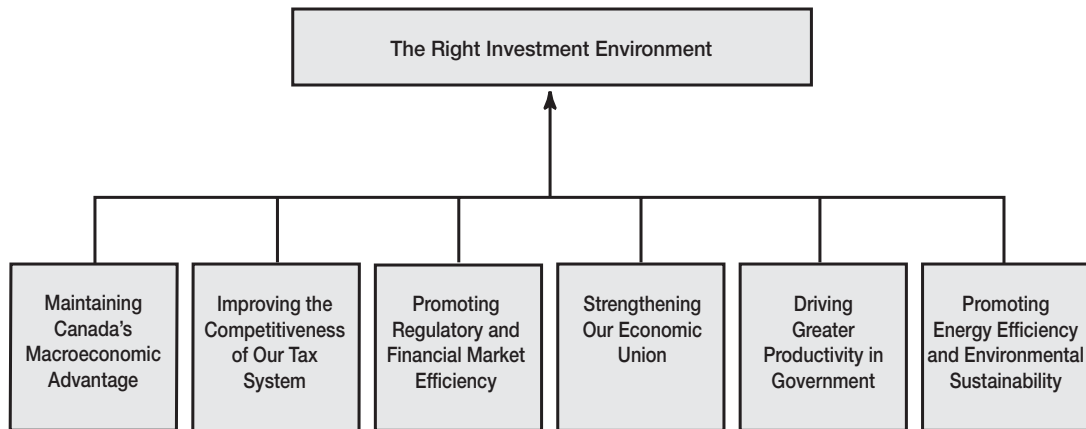 The Right Investment Environment
Maintaining
Canada’s
Macroeconomic
Advantage
Improving the
Competitiveness
of Our Tax
System
Promoting
Regulatory and
Financial Market
Efficiency
Strengthening
Our Economic
Union
Driving
Greater
Productivity in
Government
Promoting
Energy Efficiency
and Environmental
Sustainability